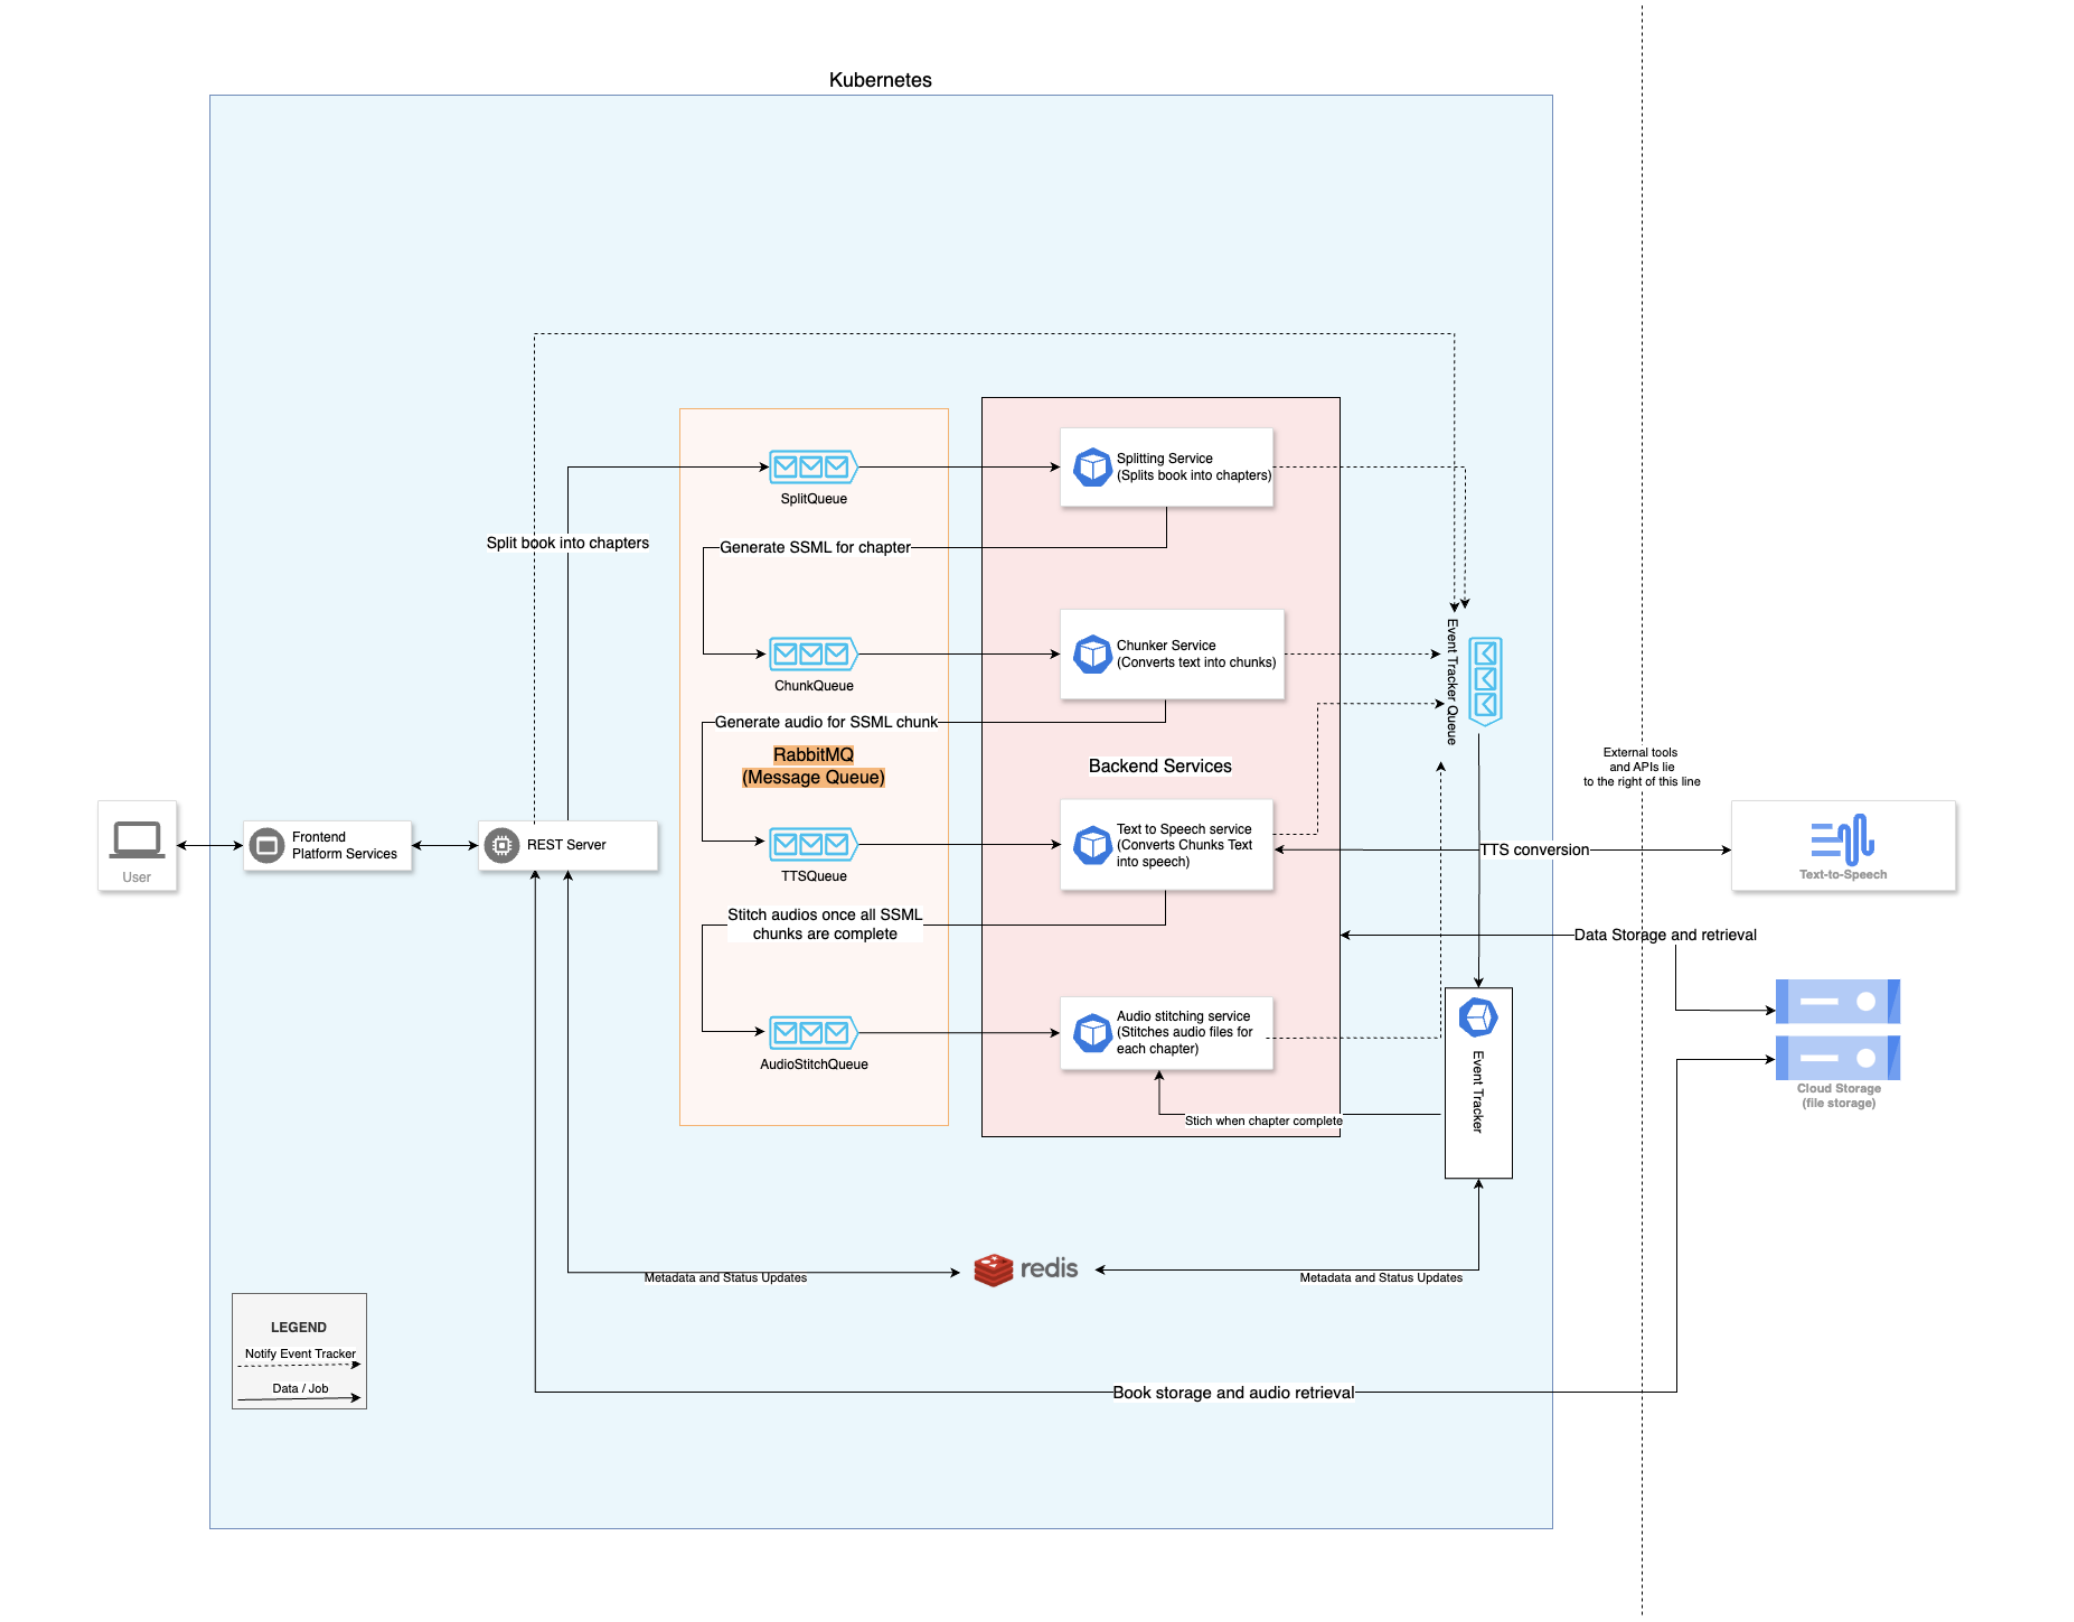 Kubernetes
SplitQueue
Splitting Service
(Splits book into chapters)
Split book into chapters
Generate SSML for chapter
ChunkQueue
Chunker Service
(Converts text into chunks)
Event Tracker Queue
Generate audio for SSML chunk
RabbitMQ
(Message Queue)
Backend Services
External tools
and APIs lie
to the right of this line
User
Frontend
Platform Services
REST Server
TTSQueue
Text to Speech service
(Converts Chunks Text
into speech)
TTS conversion
Text-to-Speech
Stitch audios once all SSML
chunks are complete
Data Storage and retrieval
AudioStitchQueue
Audio stitching service
(Stitches audio files for
each chapter)
Event Tracker
Cloud Storage
(file storage)
Stich when chapter complete
redis
Metadata and Status Updates
Metadata and Status Updates
LEGEND
Notify Event Tracker
Data / Job
Book storage and audio retrieval